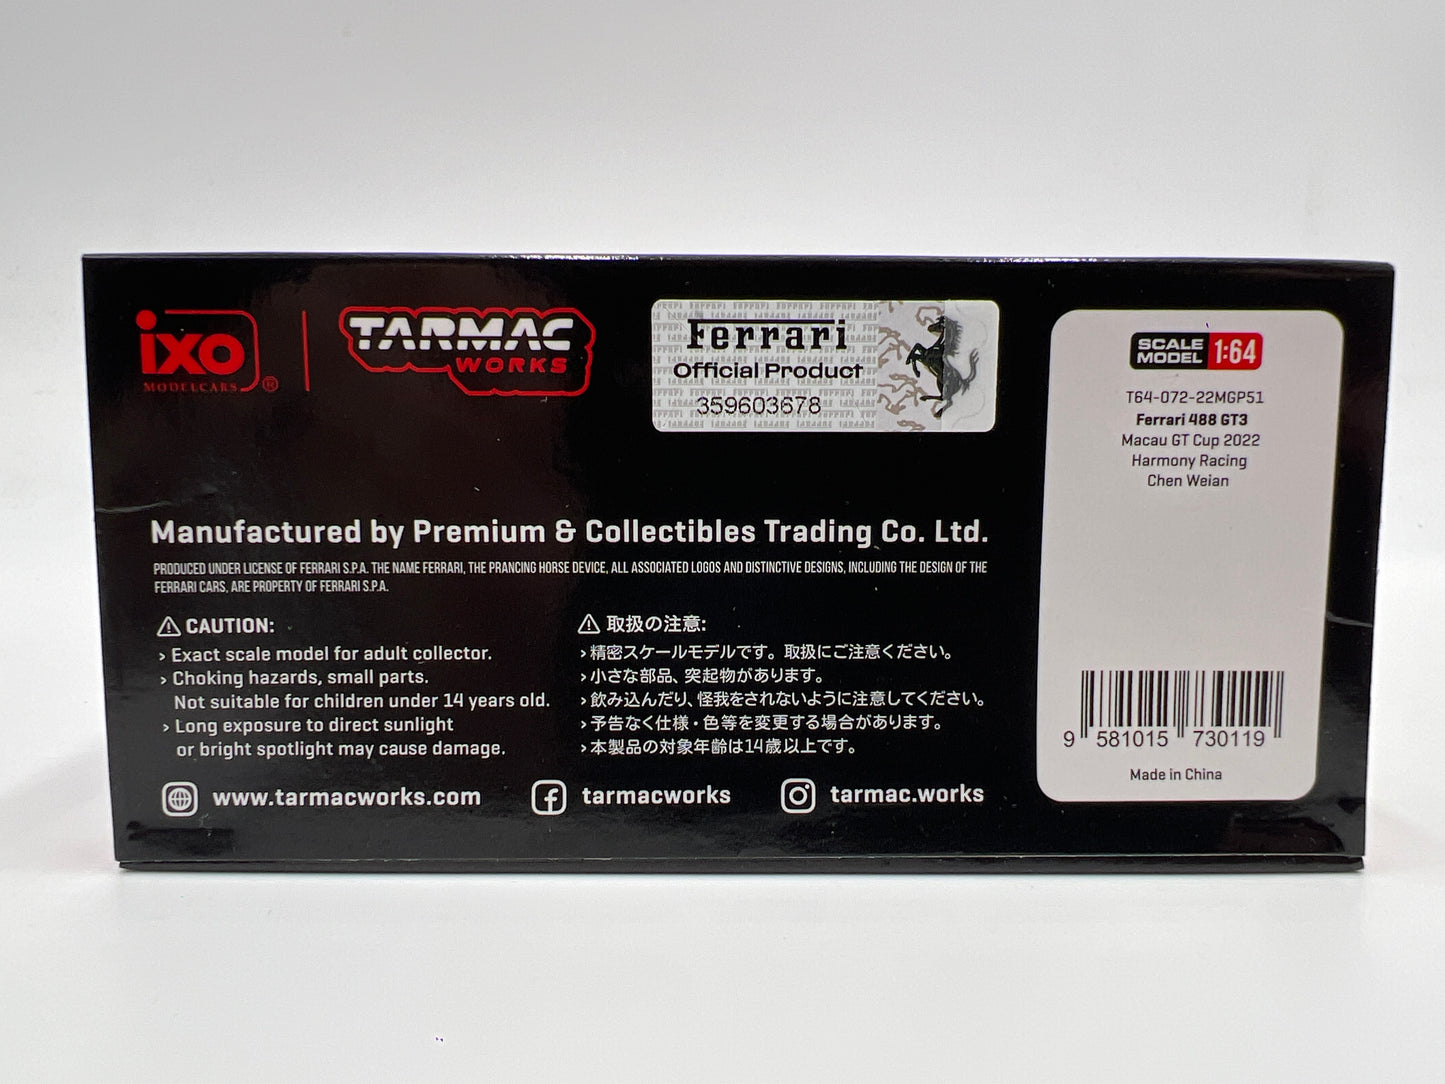 ixo
MODELCARS ®
TARMAC
WORKS
Ferrari
Official Product
359603678
SCALE
MODEL 1:64
T64-072-22MGP51
Ferrari 488 GT3
Macau GT Cup 2022
Harmony Racing
Chen Weian
Manufactured by Premium & Collectibles Trading Co. Ltd.
PRODUCED UNDER LICENSE OF FERRARI S.P.A. THE NAME FERRARI, THE PRANCING HORSE DEVICE, ALL ASSOCIATED LOGOS AND DISTINCTIVE DESIGNS, INCLUDING THE DESIGN OF THE
FERRARI CARS, ARE PROPERTY OF FERRARI S.P.A.
CAUTION:
› Exact scale model for adult collector.
› Choking hazards, small parts.
Not suitable for children under 14 years old.
› Long exposure to direct sunlight
or bright spotlight may cause damage.
取扱の注意:
›精密スケールモデルです。取扱にご注意ください。
›小さな部品、突起物があります。
›飲み込んだり、怪我をされないように注意してください。
›予告なく仕様・色等を変更する場合があります。
›本製品の対象年齢は14歳以上です。
www.tarmacworks.com
tarmacworks
tarmac.works
9 581015 730119
Made in China